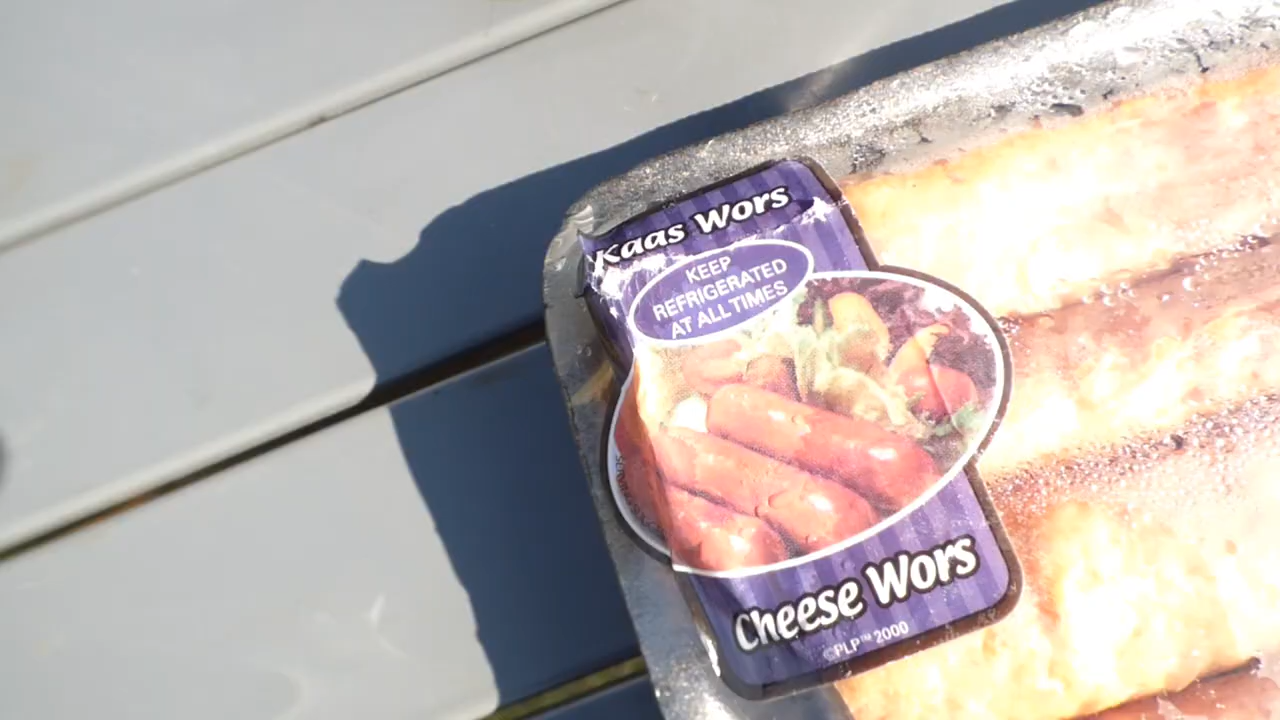 Kaas Wors
KEEP
REFRIGERATED
AT ALL TIMES
Cheese Wors
©PLP™ 2000